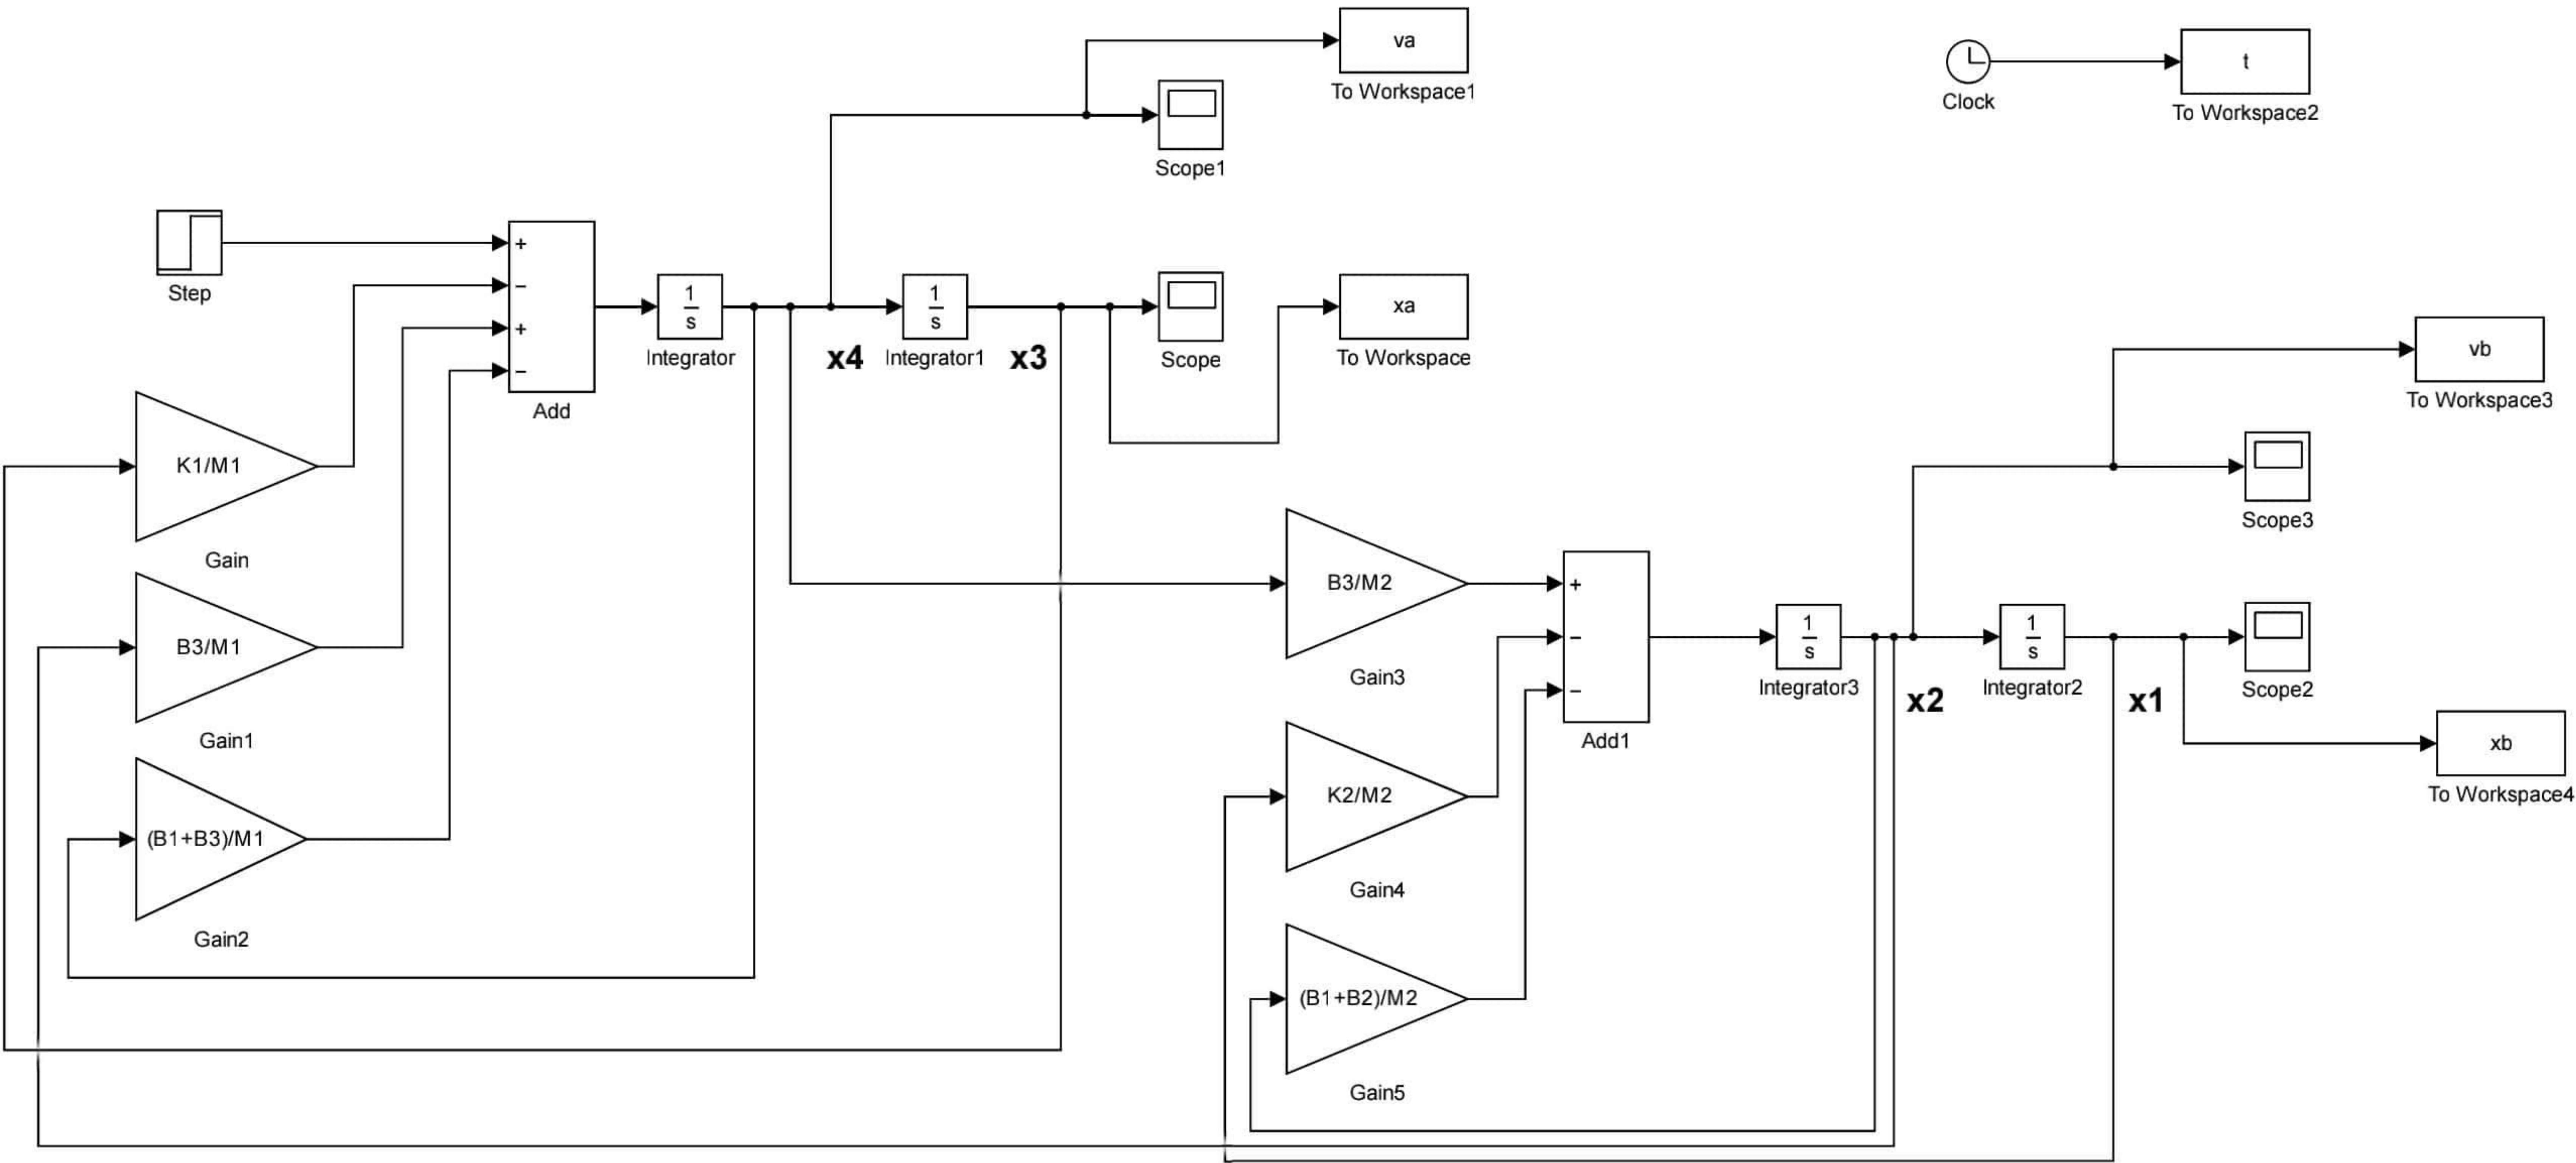 va
To Workspace1
Scope1
Clock
t
To Workspace2
Step
+
−
+
−
Add
1
s
Integrator
x4
1
s
Integrator1
x3
Scope
xa
To Workspace
K1/M1
Gain
B3/M1
Gain1
(B1+B3)/M1
Gain2
vb
To Workspace3
Scope3
B3/M2
Gain3
+
−
−
Add1
1
s
Integrator3
x2
1
s
Integrator2
x1
Scope2
xb
To Workspace4
K2/M2
Gain4
(B1+B2)/M2
Gain5